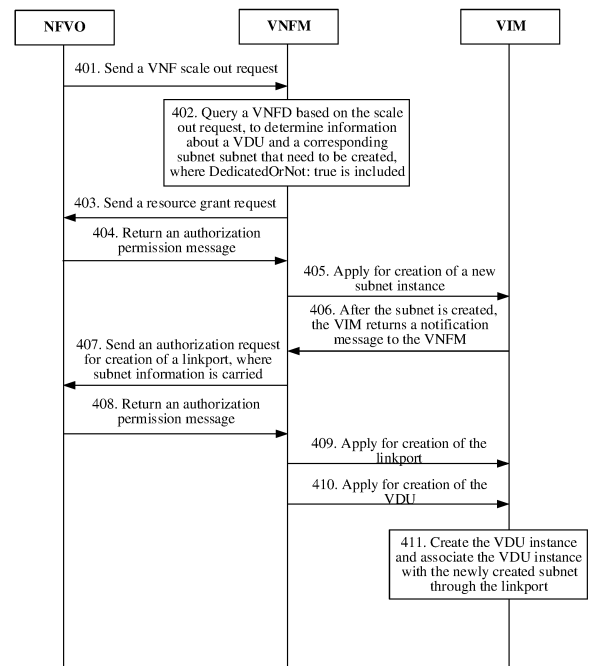 NFVO
VNFM
VIM
401. Send a VNF scale out request
402. Query a VNFD based on the scale
out request, to determine information
about a VDU and a corresponding
subnet subnet that need to be created,
where DedicatedOrNot: true is included
403. Send a resource grant request
404. Return an authorization
permission message
405. Apply for creation of a new
subnet instance
406. After the subnet is created,
the VIM returns a notification
message to the VNFM
407. Send an authorization request
for creation of a linkport, where
subnet information is carried
408. Return an authorization
permission message
409. Apply for creation of the
linkport
410. Apply for creation of the
VDU
411. Create the VDU instance
and associate the VDU instance
with the newly created subnet
through the linkport